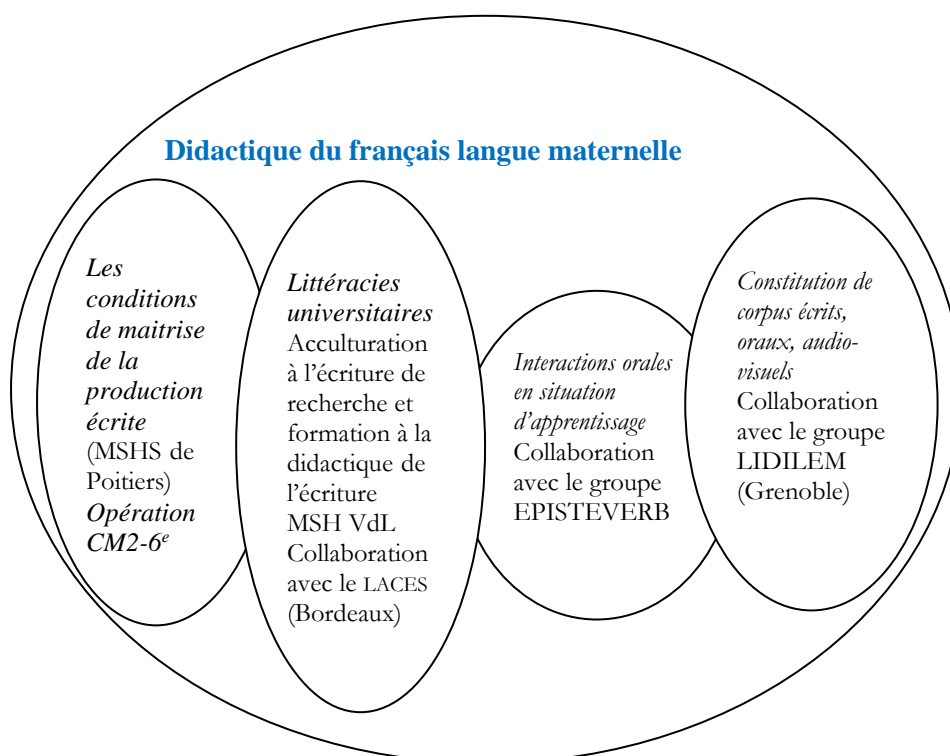 Didactique du français langue maternelle
Les
conditions
de maitrise
de la
production
écrite
(MSHS de
Poitiers)
Opération
CM2-6e
Littéracies
universitaires
Acculturation
à l’écriture de
recherche et
formation à la
didactique de
l’écriture
MSH VdL
Collaboration
avec le LACES
(Bordeaux)
Interactions orales
en situation
d’apprentissage
Collaboration
avec le groupe
EPISTEVERB
Constitution de
corpus écrits,
oraux, audio-
visuels
Collaboration
avec le groupe
LIDILEM
(Grenoble)